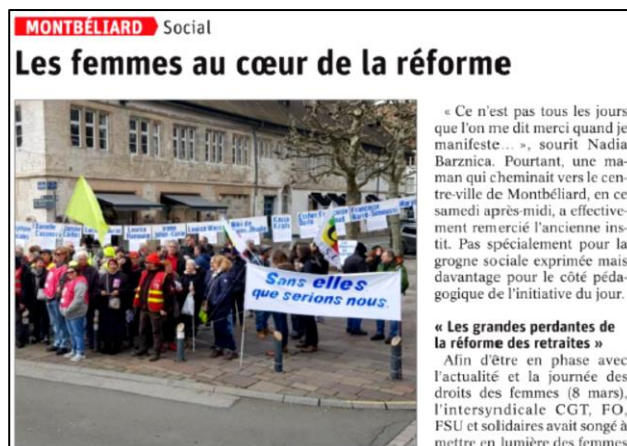 MONTBÉLIARD Social
Les femmes au cœur de la réforme
Sans elles
que serions nous.
« Ce n'est pas tous les jours
que l'on me dit merci quand je
manifeste... », sourit Nadia
Barznica. Pourtant, une ma-
man qui cheminait vers le cen-
tre-ville de Montbéliard, en ce
samedi après-midi, a effective-
ment remercié l'ancienne ins-
tit. Pas spécialement pour la
grogne sociale exprimée mais
davantage pour le côté péda-
gogique de l'initiative du jour.
« Les grandes perdantes de
la réforme des retraites »
Afin d'être en phase avec
l'actualité et la journée des
droits des femmes (8 mars),
l'intersyndicale CGT, FO,
FSU et solidaires avait songé à
mettre en lumière des femmes